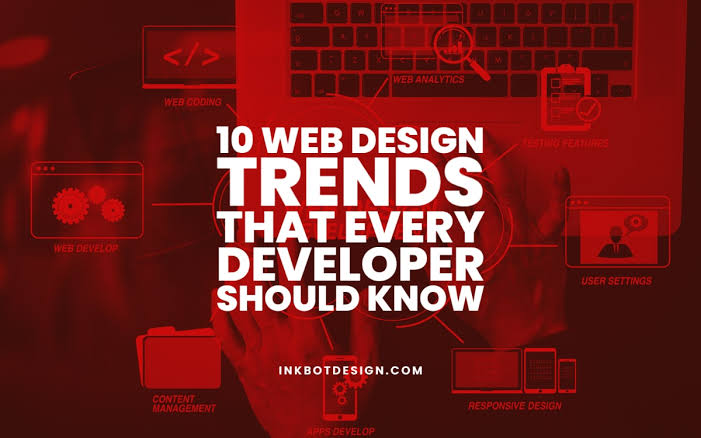 </>
WEB ANALYTICS
WEB CODING
TESTING FEATURES
10 WEB DESIGN
TRENDS
THAT EVERY
DEVELOPER
SHOULD KNOW
WEB DEVELOP
USER SETTINGS
INKBOTDESIGN.COM
CONTENT
MANAGEMENT
RESPONSIVE DESIGN
APPS DEVELOP